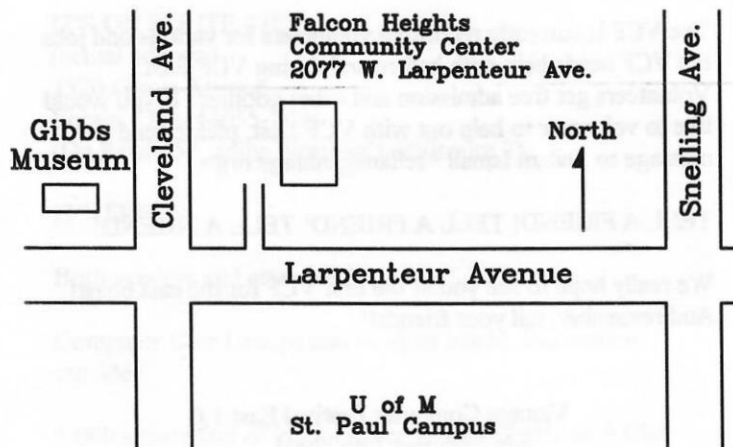 Falcon Heights
Community Center
2077 W. Larpenteur Ave.
Cleveland Ave.
Snelling Ave.
Gibbs
Museum
North
Larpenteur Avenue
U of M
St. Paul Campus